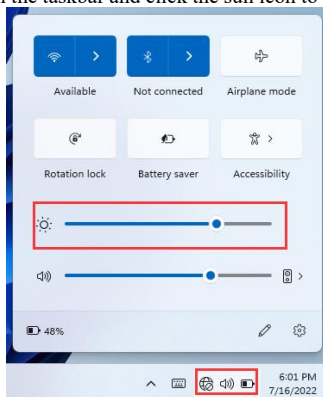 the taskbar and click the sun icon to
Available Not connected Airplane mode
Rotation lock Battery saver Accessibility
48%
6:01 PM
7/16/2022